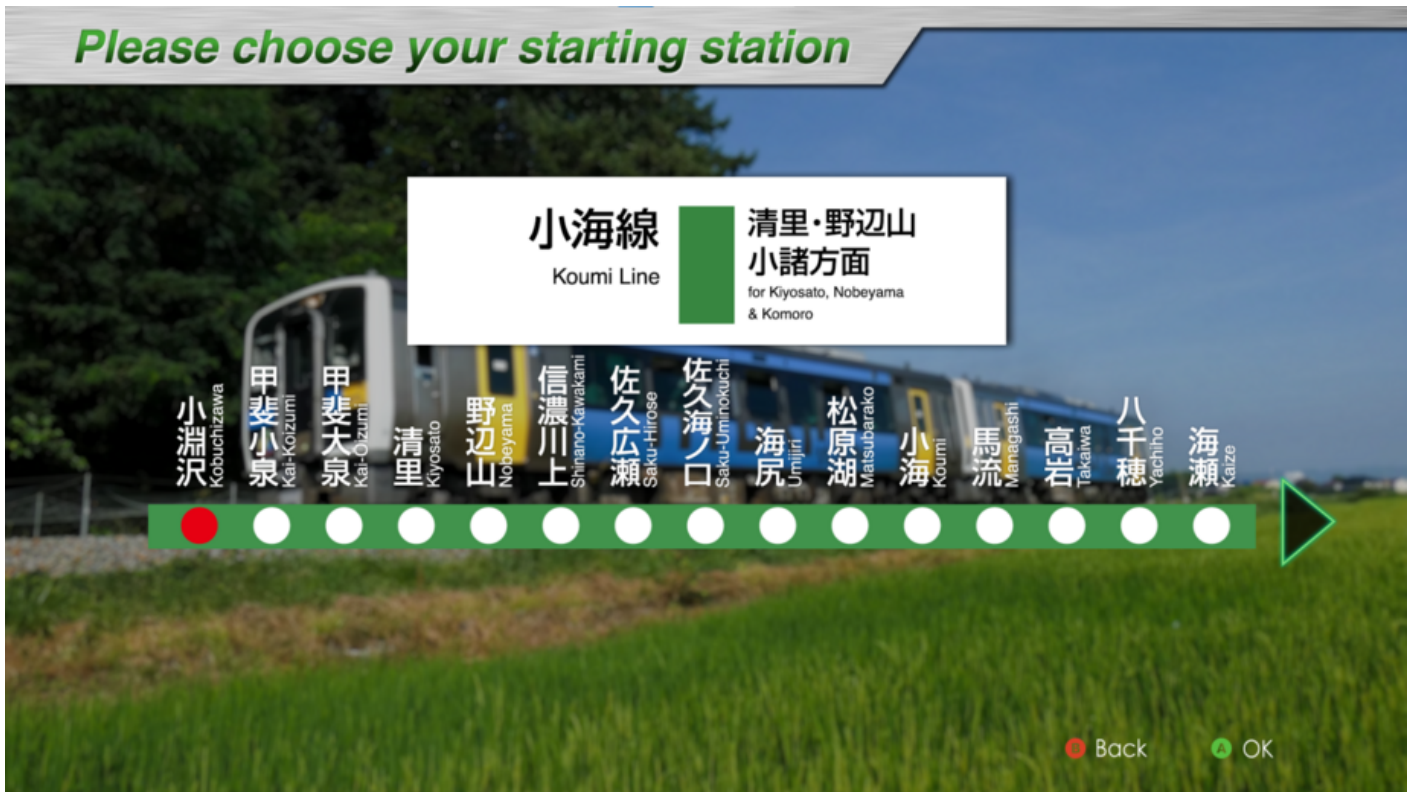 Please choose your starting station
小海線
Koumi Line
清里・野辺山
小諸方面
for Kiyosato, Nobeyama
& Komoro
小淵沢
Kobuchizawa
甲斐小泉
Kai-Koizumi
甲斐大泉
Kai-Oizumi
清里
Kiyosato
野辺山
Nobeyama
信濃川上
Shinano-Kawakami
佐久広瀬
Saku-Hirose
佐久海ノ口
Saku-Uminokuchi
海尻
Umijiri
松原湖
Matsubarako
小海
Koumi
馬流
Managashi
高岩
Takaiwa
八千穂
Yachiho
海瀬
Kaize
B Back
A OK